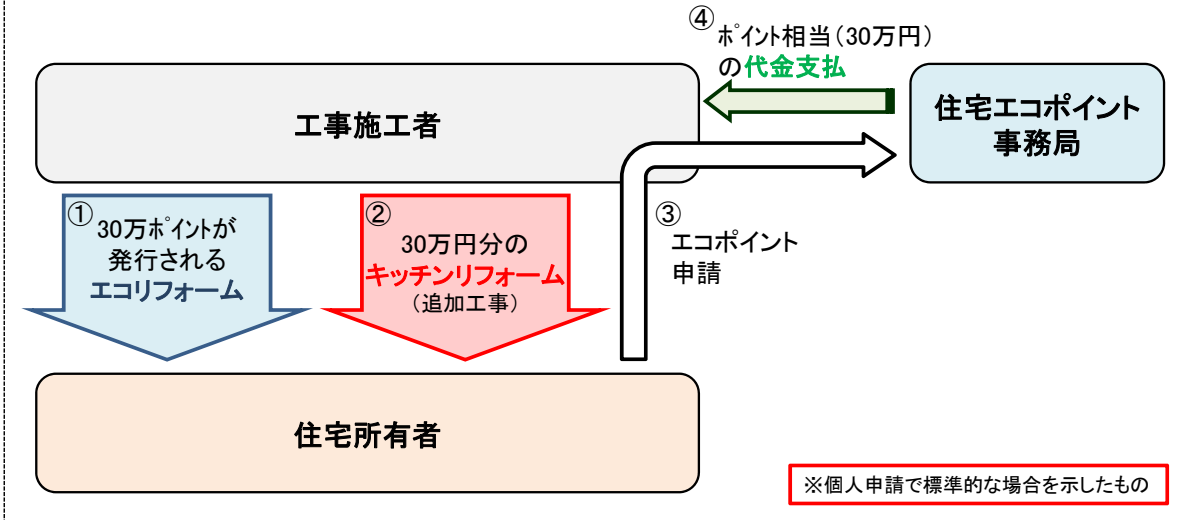 ④
ﾎﾟｲﾝﾄ相当（30万円）
の代金支払
工事施工者
住宅エコポイント
事務局
①
30万ﾎﾟｲﾝﾄが
発行される
エコリフォーム
②
30万円分の
キッチンリフォーム
（追加工事）
③
エコポイント
申請
住宅所有者
※個人申請で標準的な場合を示したもの